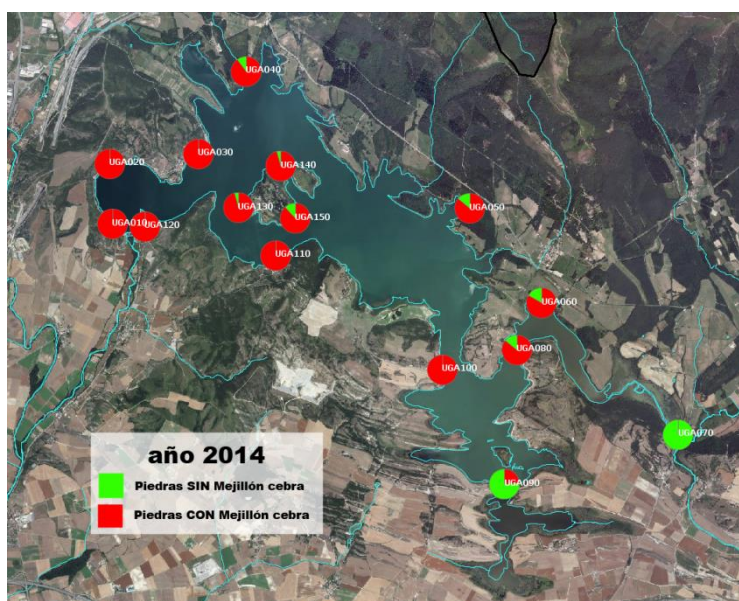 UGA040
UGA030
UGA020
UGA140
UGA130
UGA150
UGA050
UGA010
UGA120
UGA110
UGA060
UGA080
UGA100
UGA070
UGA090
año 2014
Piedras SIN Mejillón cebra
Piedras CON Mejillón cebra